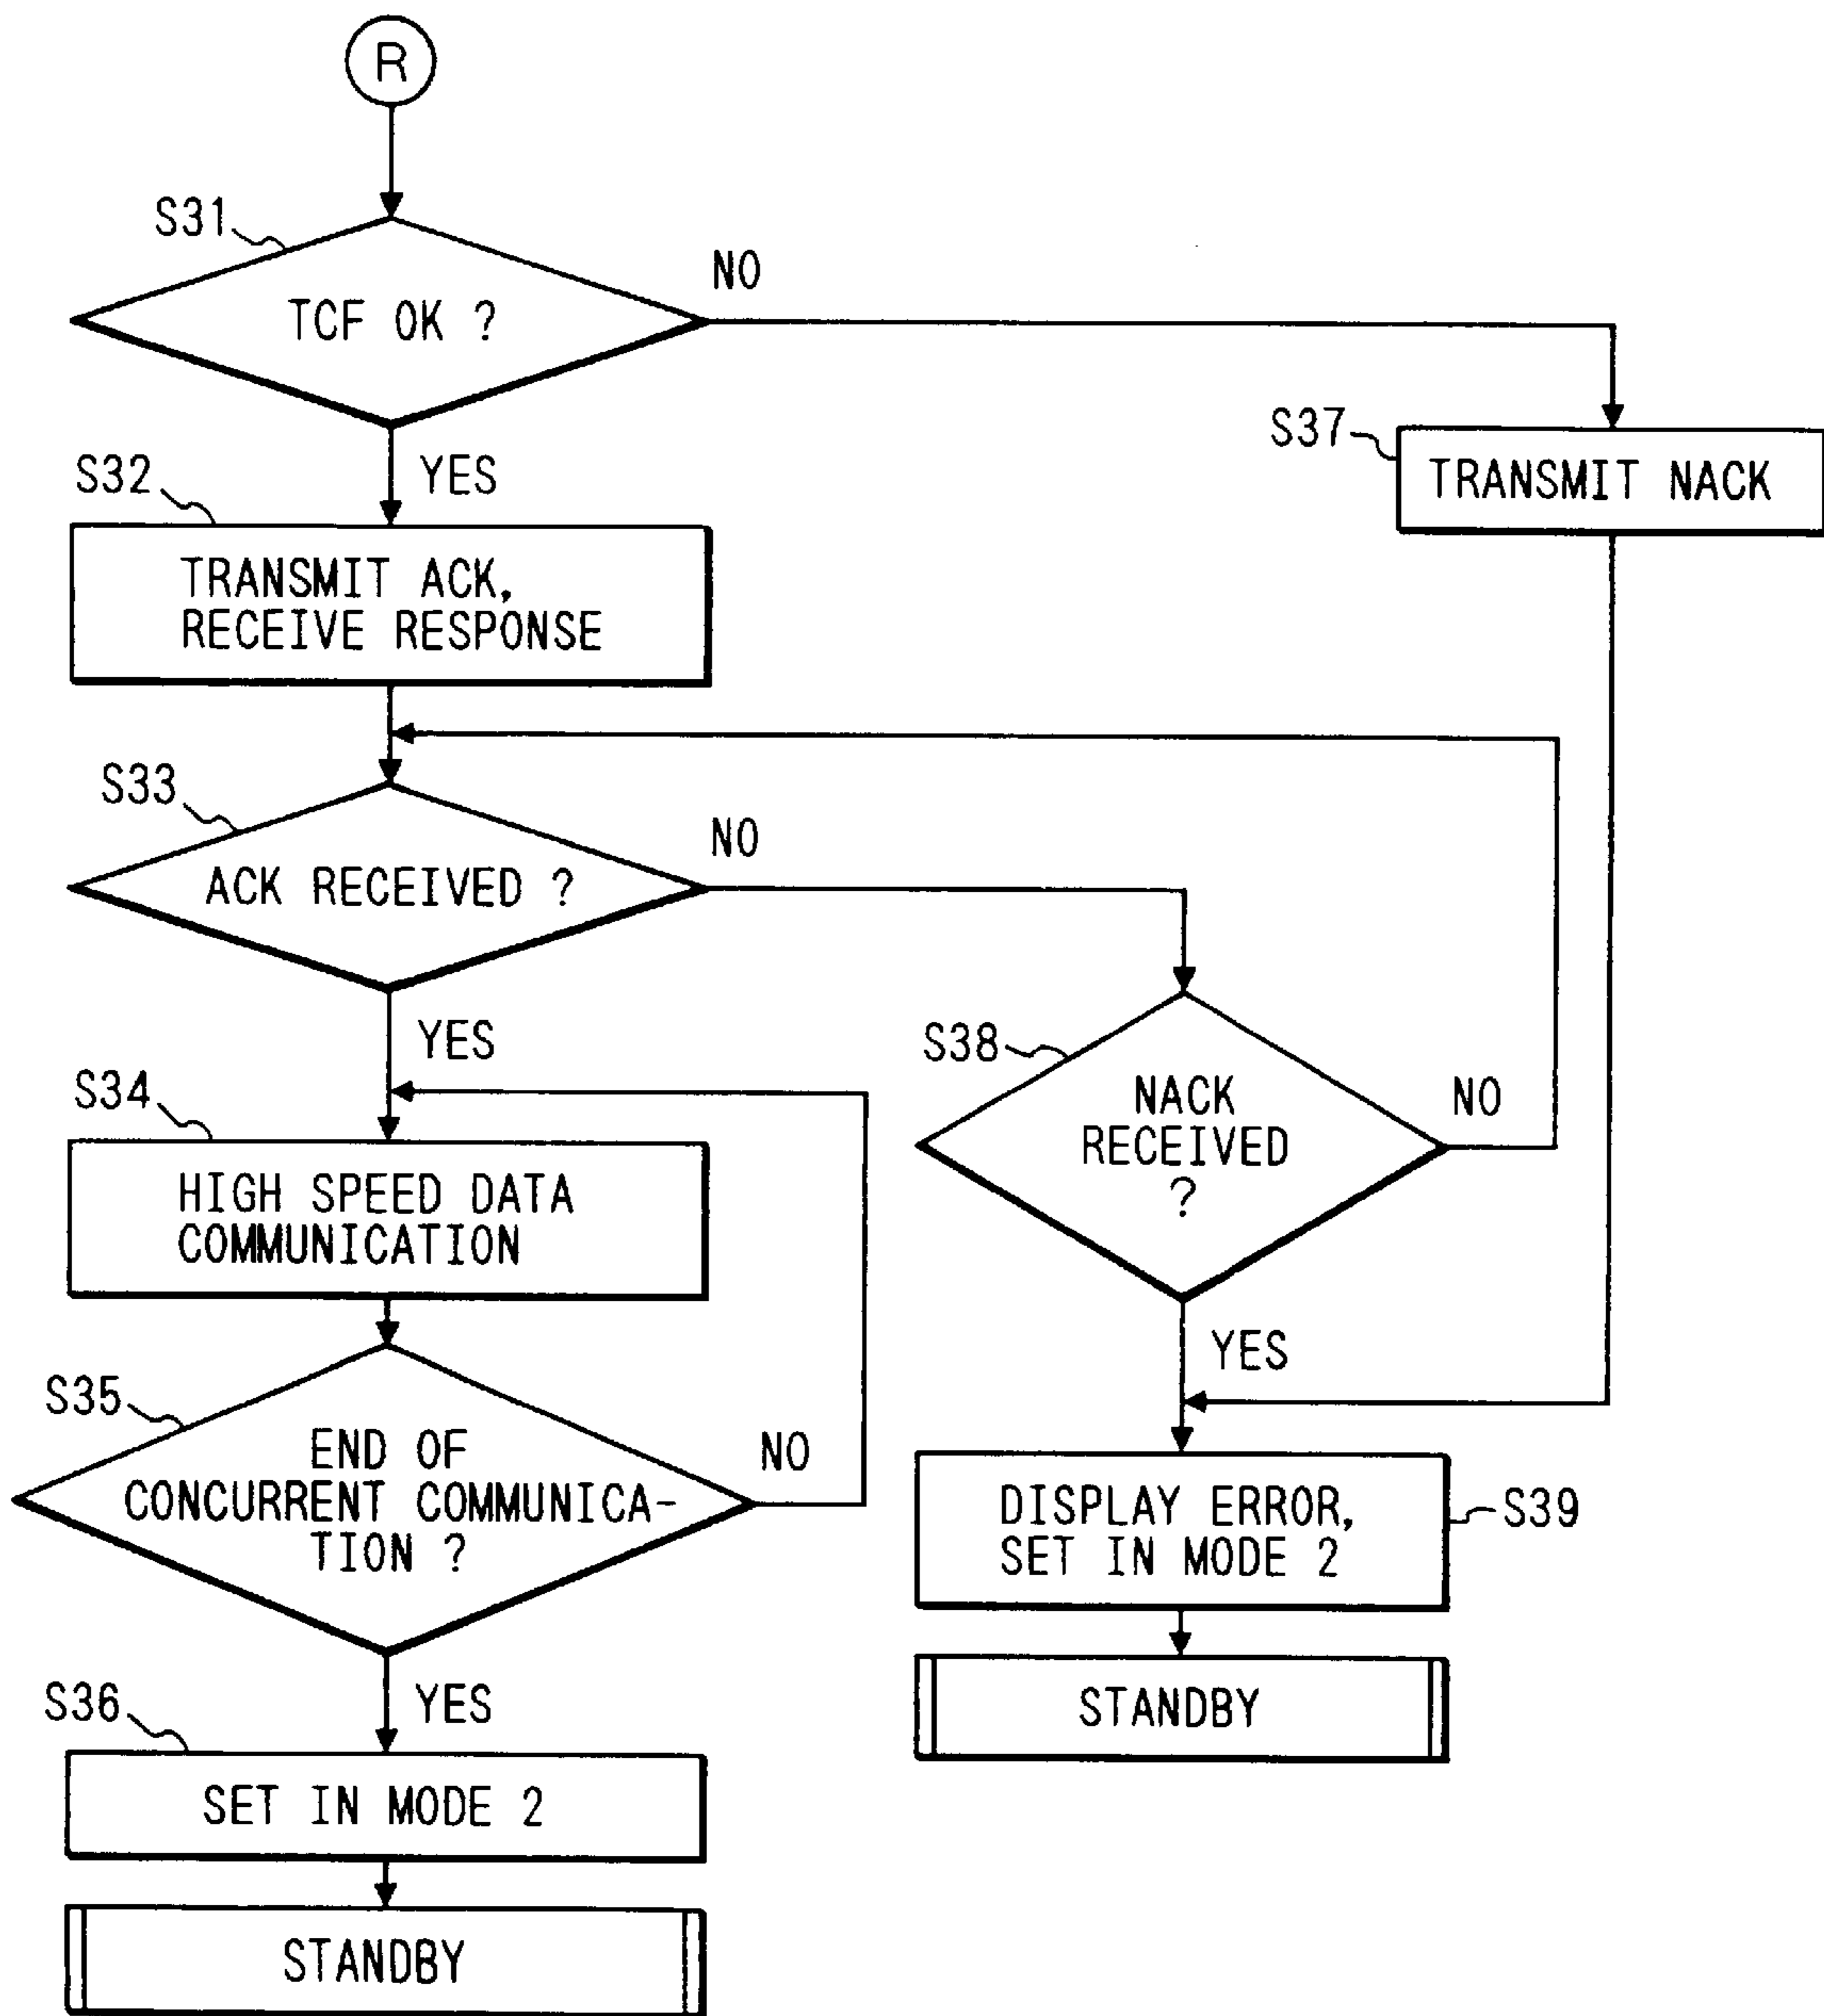 R
S31
NO
TCF OK ?
S37
TRANSMIT NACK
YES
S32
TRANSMIT ACK,
RECEIVE RESPONSE
S33
NO
ACK RECEIVED ?
YES
S38
NACK
RECEIVED
?
NO
S34
HIGH SPEED DATA
COMMUNICATION
YES
S35
END OF
CONCURRENT COMMUNICA-
TION ?
NO
DISPLAY ERROR,
SET IN MODE 2
S39
YES
S36
SET IN MODE 2
STANDBY
STANDBY